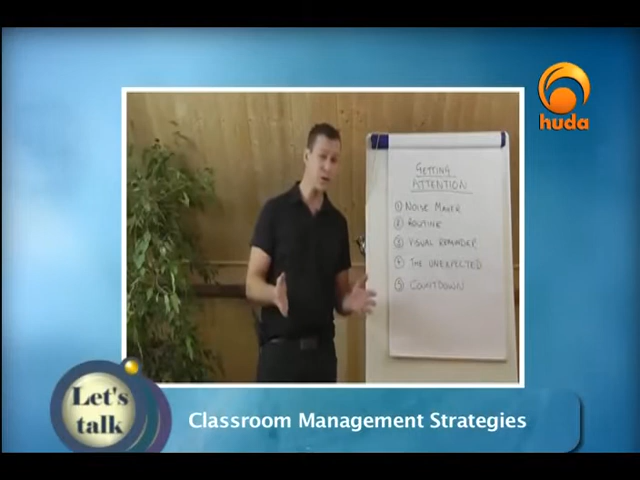 huda
GETTING
ATTENTION
① NOISE MAKER
② ROUTINE
③ VISUAL REMINDER
④ THE UNEXPECTED
⑤ COUNTDOWN
Let's
talk
Classroom Management Strategies